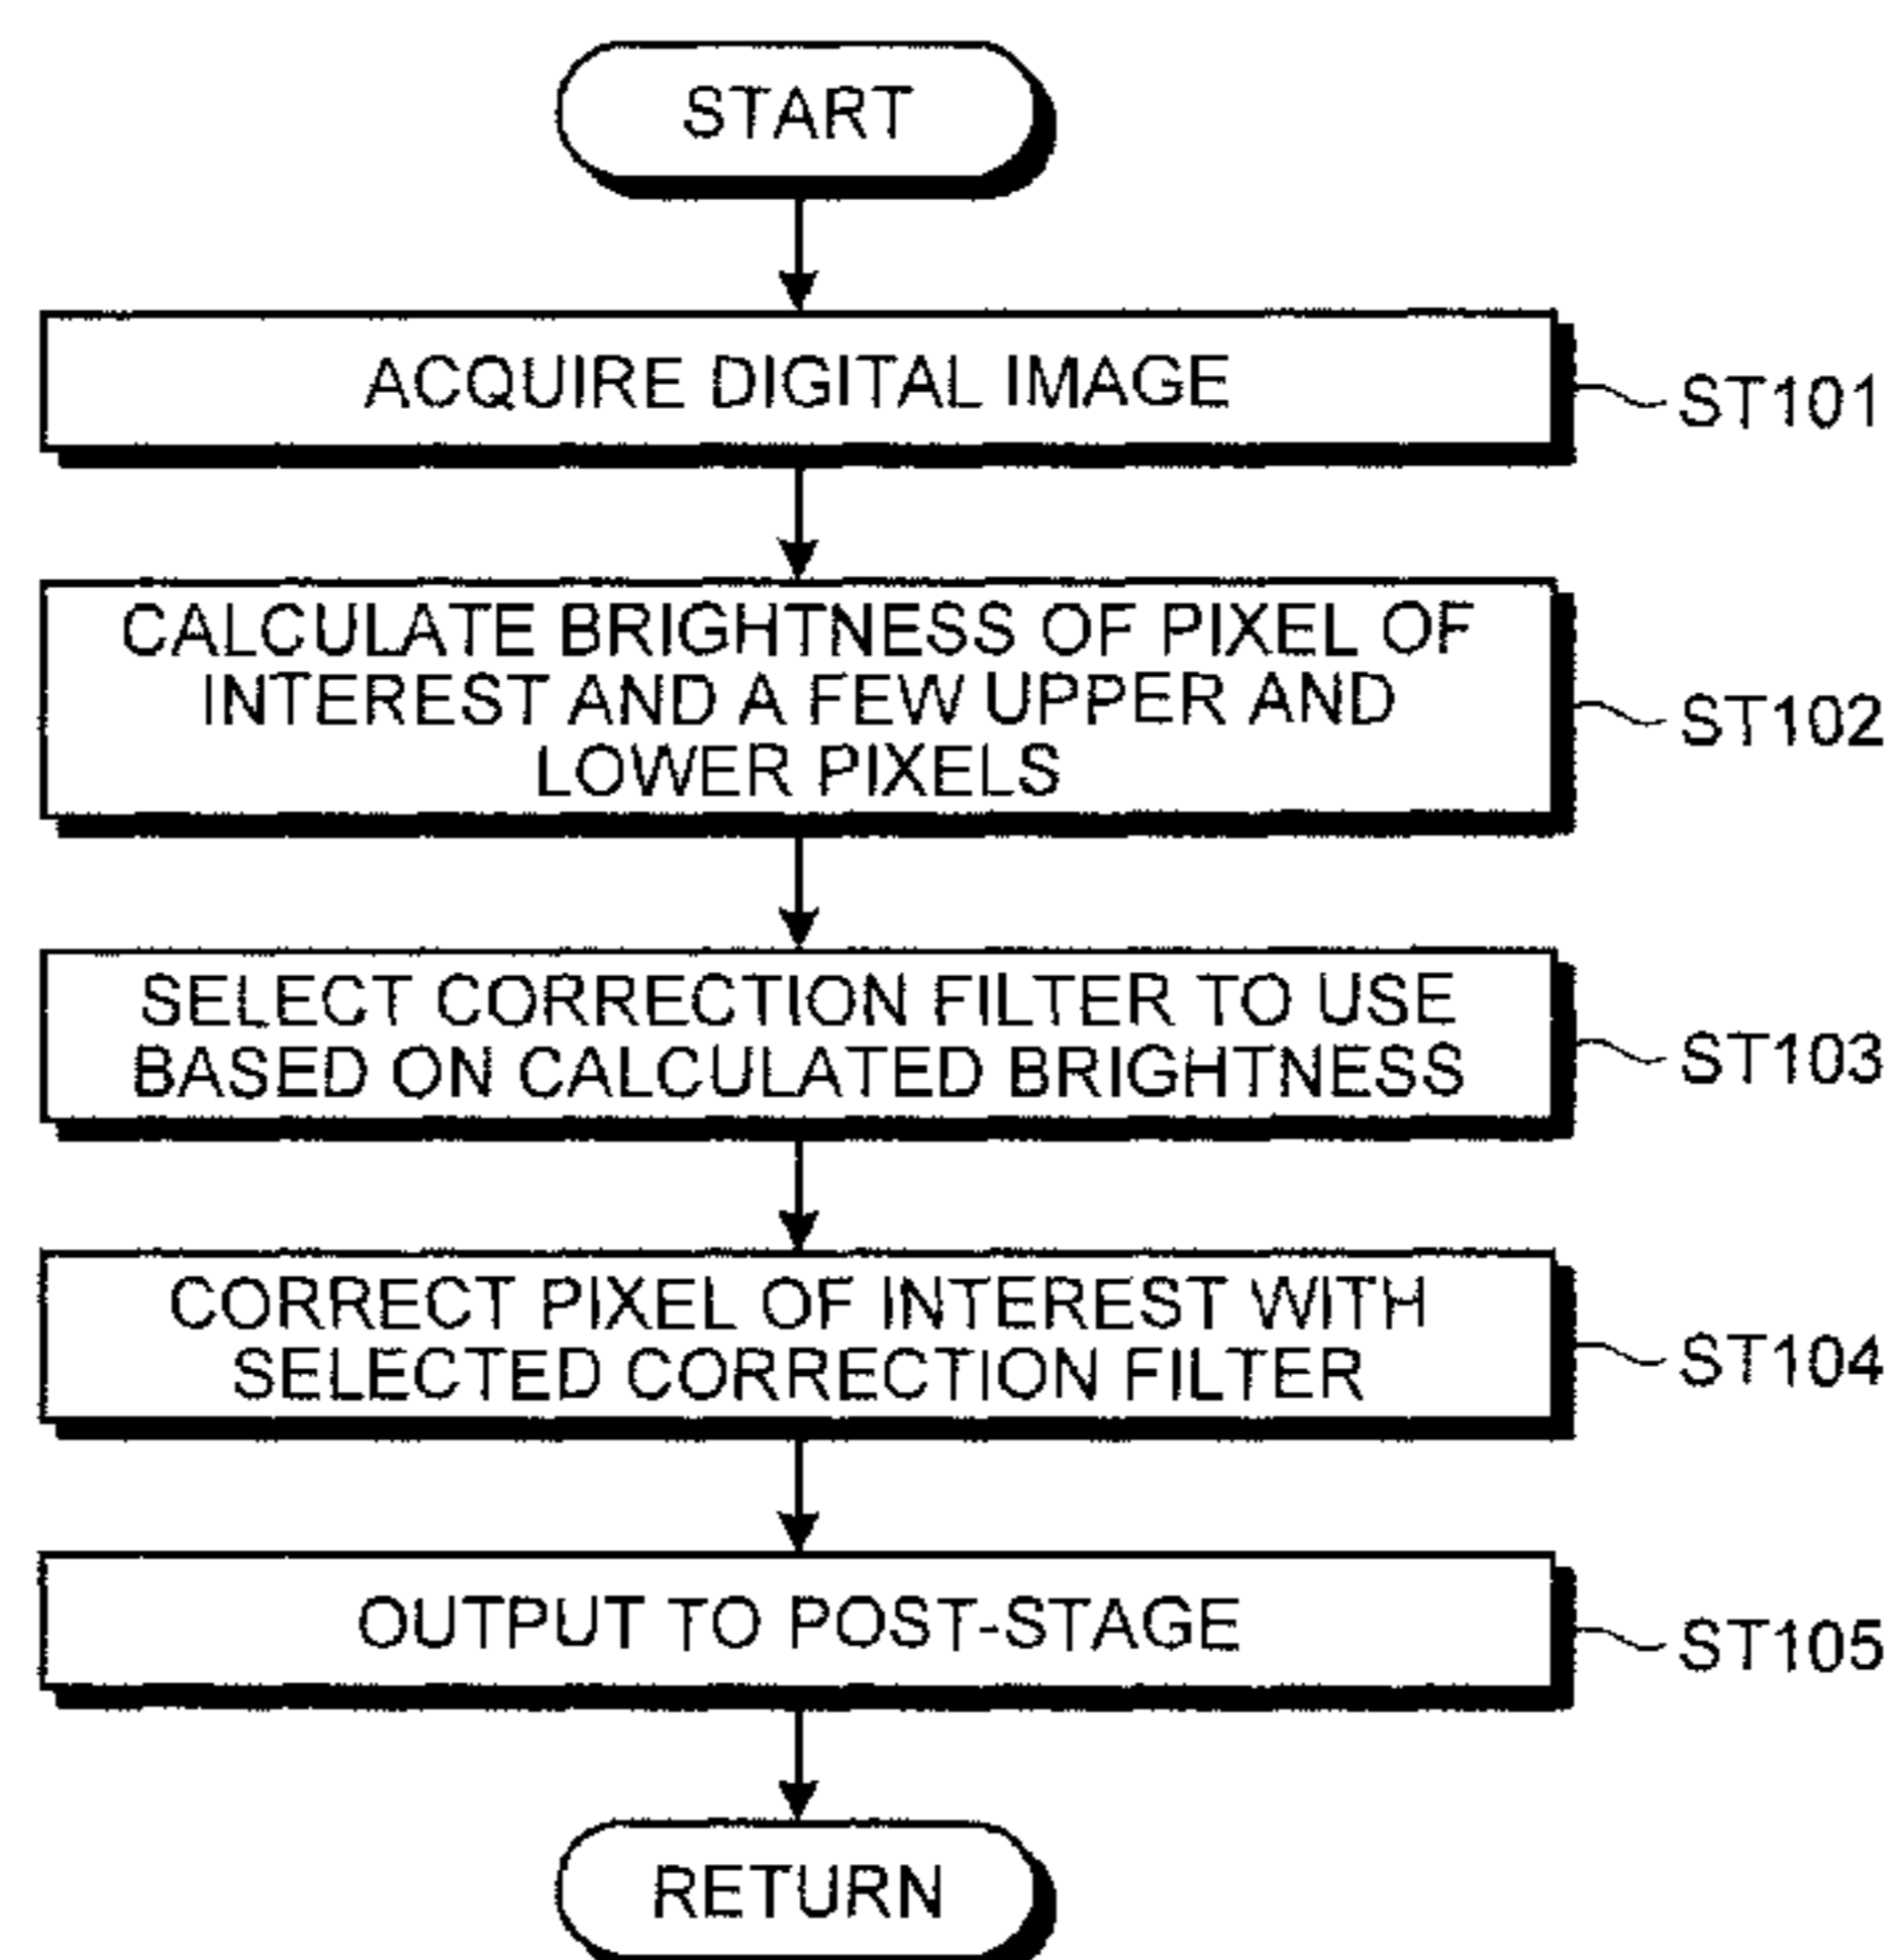 START
ACQUIRE DIGITAL IMAGE
ST101
CALCULATE BRIGHTNESS OF PIXEL OF
INTEREST AND A FEW UPPER AND
LOWER PIXELS
ST102
SELECT CORRECTION FILTER TO USE
BASED ON CALCULATED BRIGHTNESS
ST103
CORRECT PIXEL OF INTEREST WITH
SELECTED CORRECTION FILTER
ST104
OUTPUT TO POST-STAGE
ST105
RETURN